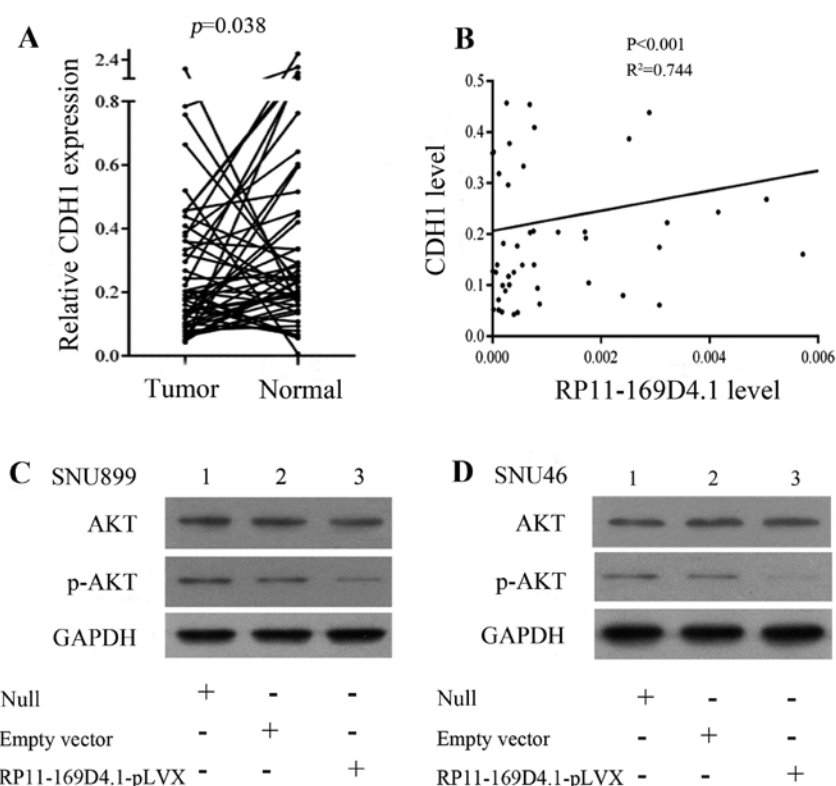 A
p=0.038
Relative CDH1 expression
2.4
0.8
0.6
0.4
0.2
0.0
Tumor Normal
B
P<0.001
R²=0.744
CDH1 level
0.5
0.4
0.3
0.2
0.1
0.0
0.000 0.002 0.004 0.006
RP11-169D4.1 level
C SNU899 1 2 3
AKT
p-AKT
GAPDH
Null + - -
Empty vector - + -
RP11-169D4.1-pLVX - - +
D SNU46 1 2 3
AKT
p-AKT
GAPDH
Null + - -
Empty vector - + -
RP11-169D4.1-pLVX - - +